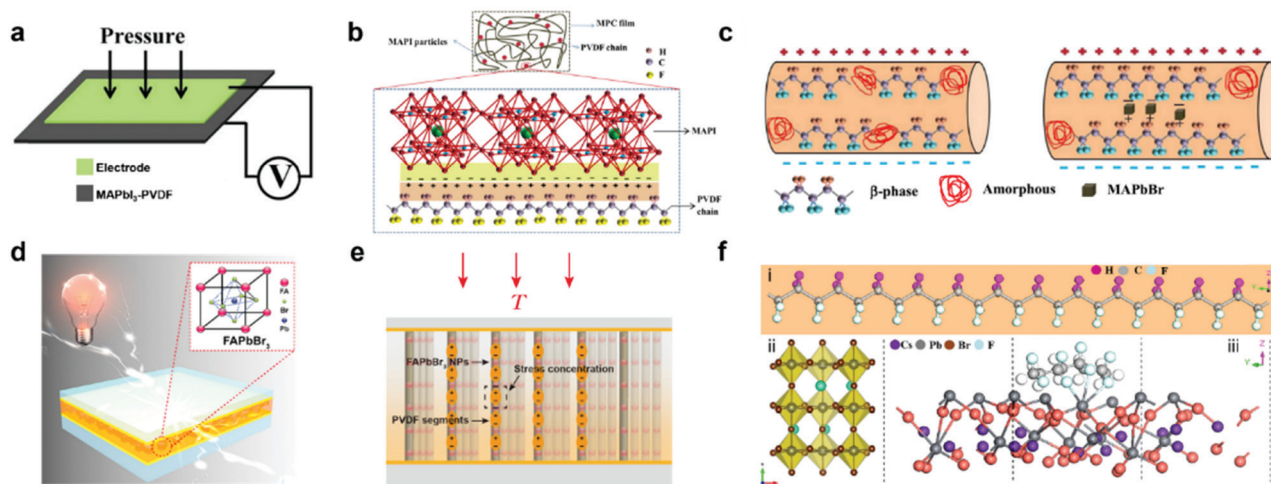 a
Pressure
V
Electrode
MAPbI₃-PVDF
b
MAPI particles
MPC film
PVDF chain
H
C
F
MAPI
PVDF
chain
c
β-phase
Amorphous
MAPbBr
d
FA
Br
Pb
FAPbBr₃
e
T
FAPbBr₃ NPs
Stress concentration
PVDF segments
f
i
H C F
ii
Cs Pb Br F
iii